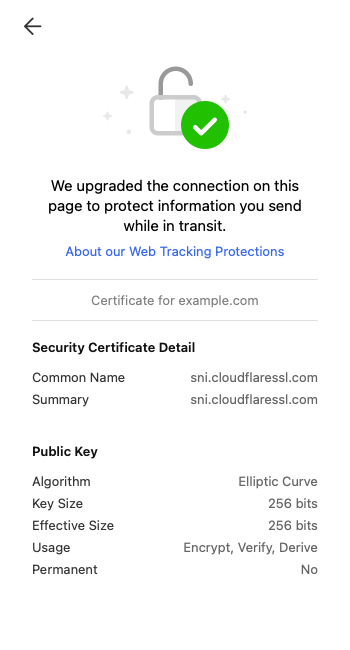 We upgraded the connection on this
page to protect information you send
while in transit.
About our Web Tracking Protections
Certificate for example.com
Security Certificate Detail
Common Name sni.cloudflaressl.com
Summary sni.cloudflaressl.com
Public Key
Algorithm Elliptic Curve
Key Size 256 bits
Effective Size 256 bits
Usage Encrypt, Verify, Derive
Permanent No